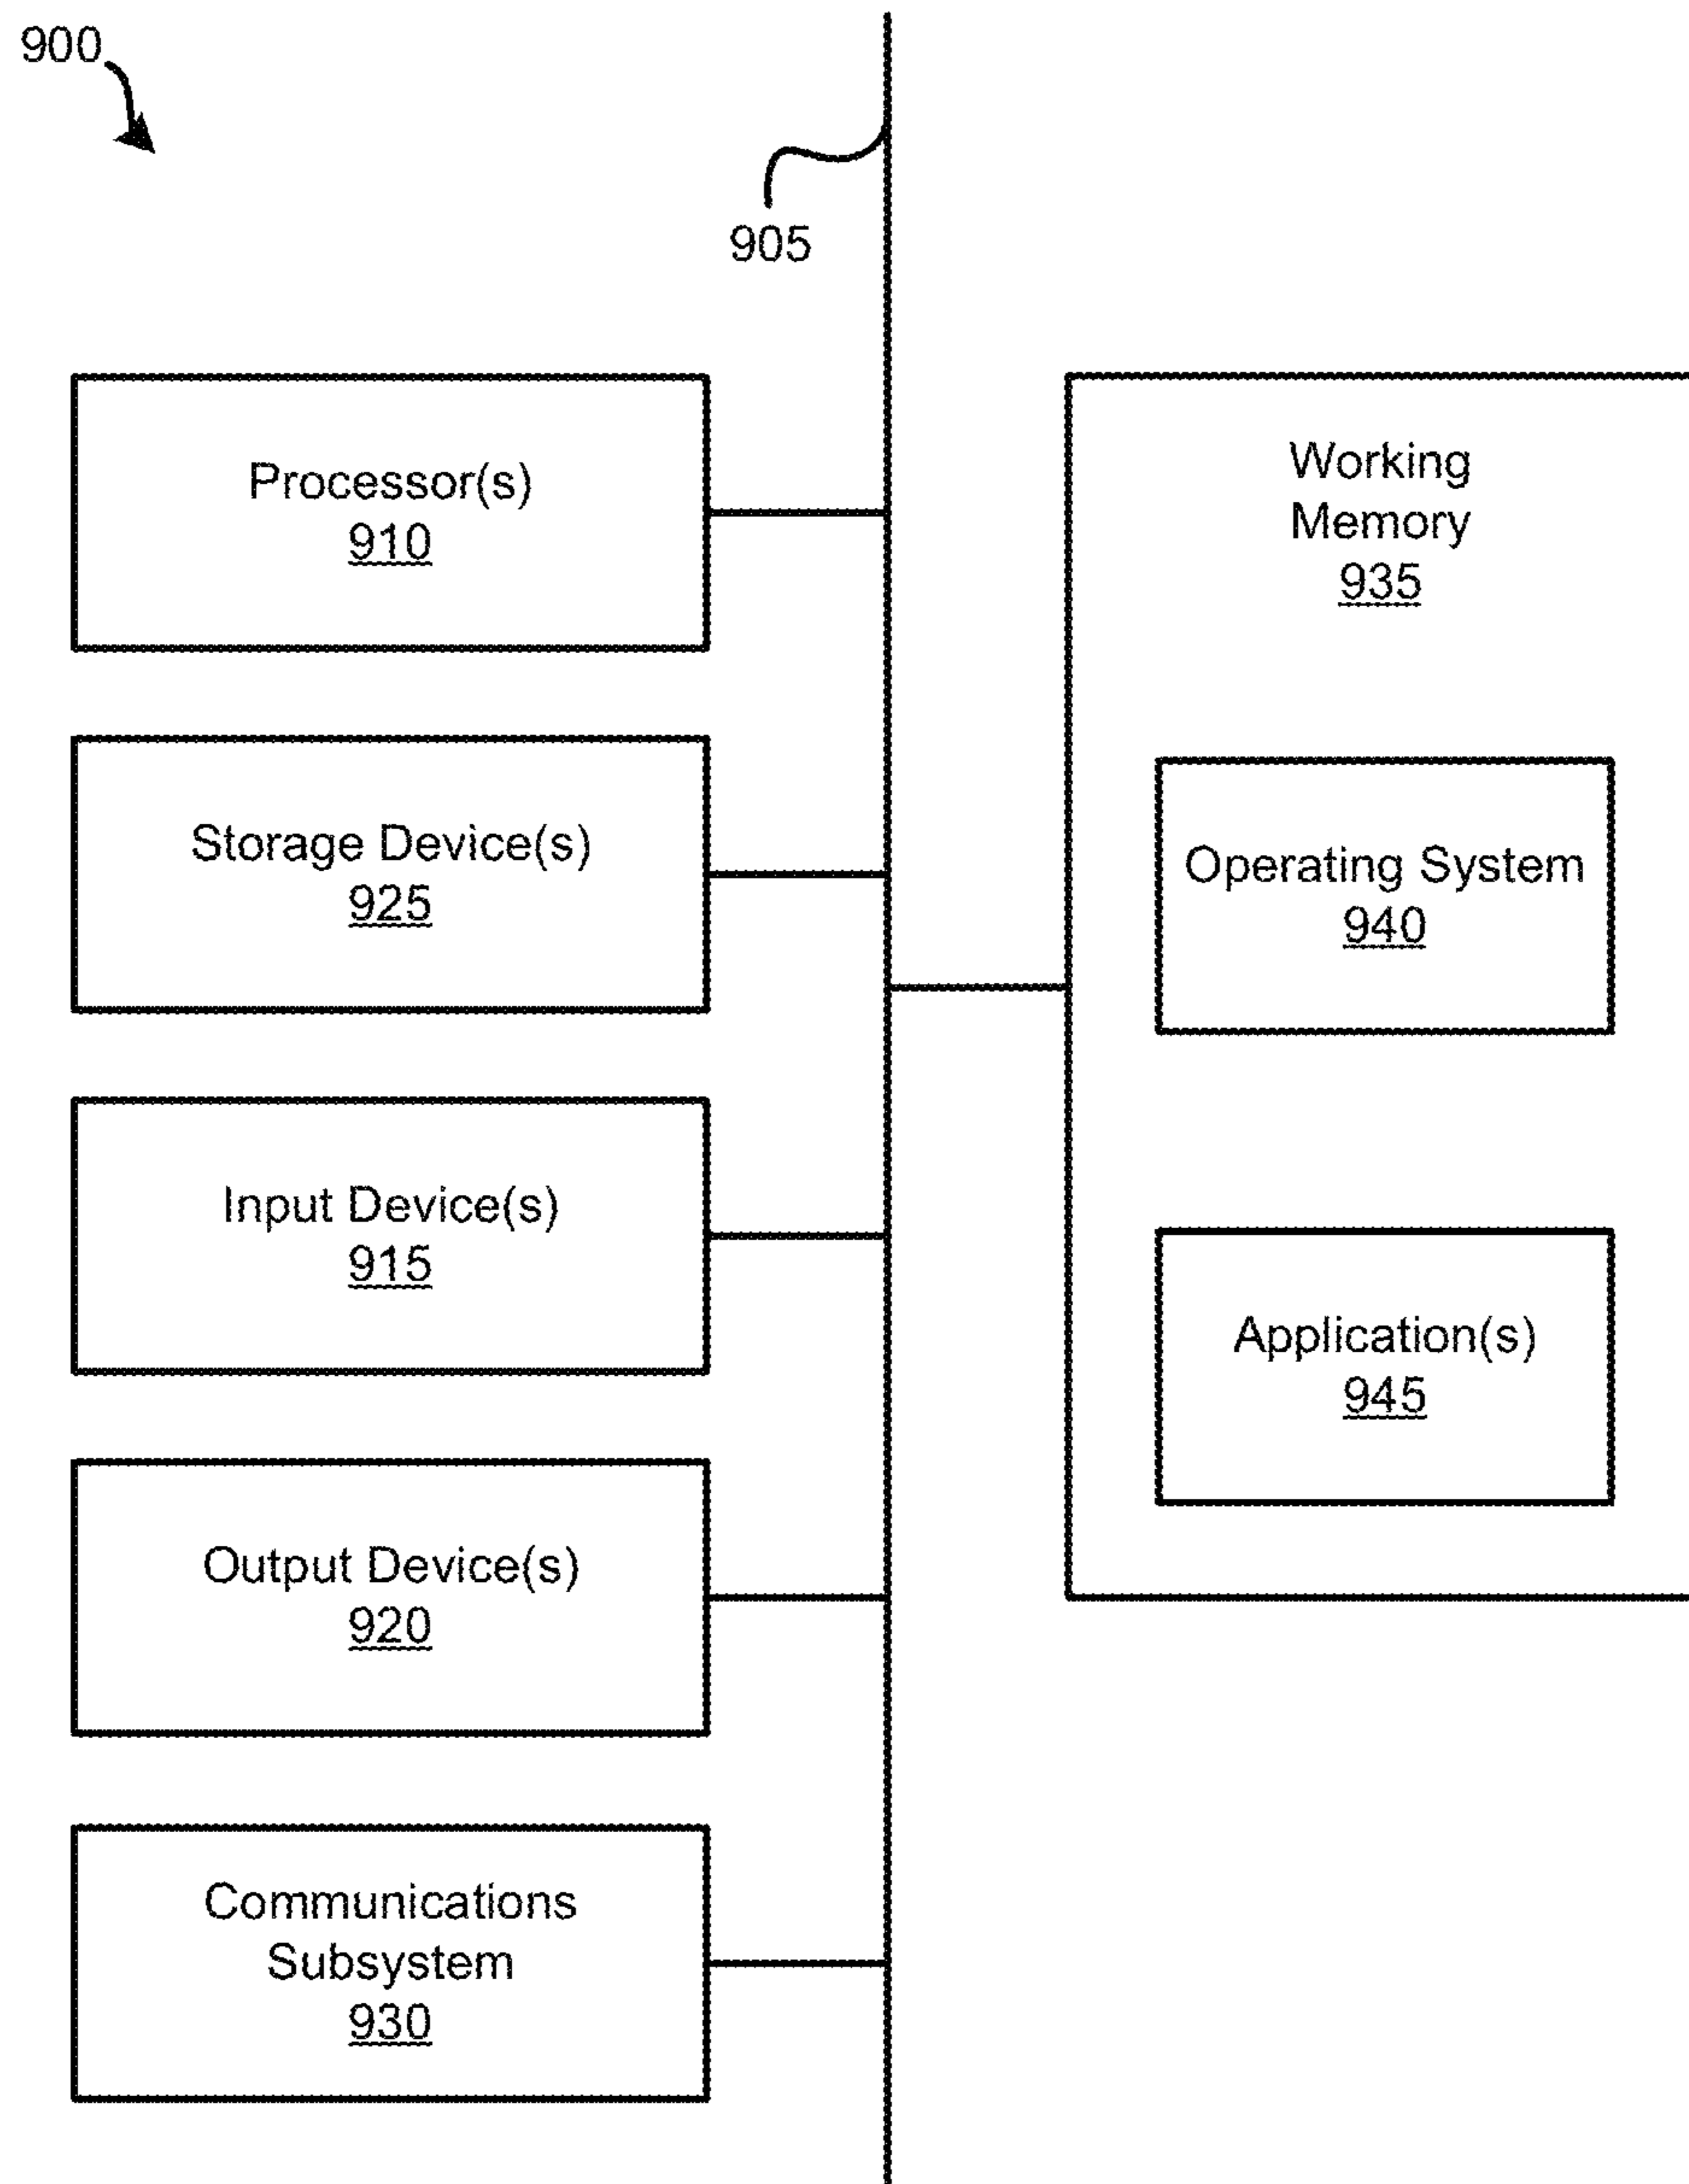 900
905
Processor(s)
910
Storage Device(s)
925
Input Device(s)
915
Output Device(s)
920
Communications
Subsystem
930
Working
Memory
935
Operating System
940
Application(s)
945